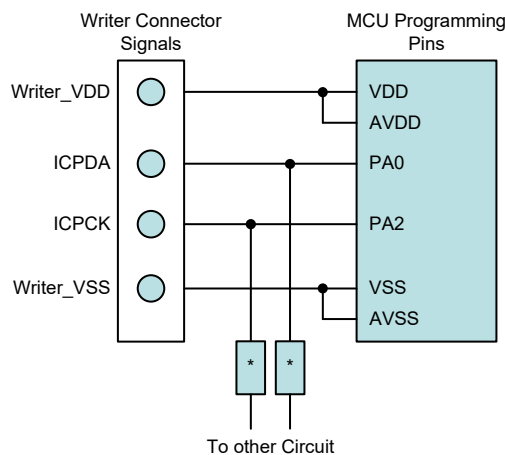 Writer Connector
Signals
MCU Programming
Pins
Writer_VDD
VDD
AVDD
ICPDA
PA0
ICPCK
PA2
Writer_VSS
VSS
AVSS
*
*
To other Circuit